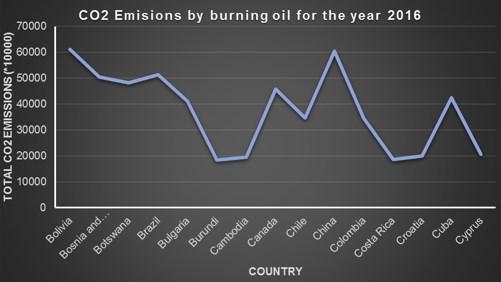 CO2 Emisions by burning oil for the year 2016
TOTAL CO2 EMISSIONS (*10000)
70000
60000
50000
40000
30000
20000
10000
0
Bolivia
Bosnia and...
Botswana
Brazil
Bulgaria
Burundi
Cambodia
Canada
Chile
China
Colombia
Costa Rica
Croatia
Cuba
Cyprus
COUNTRY